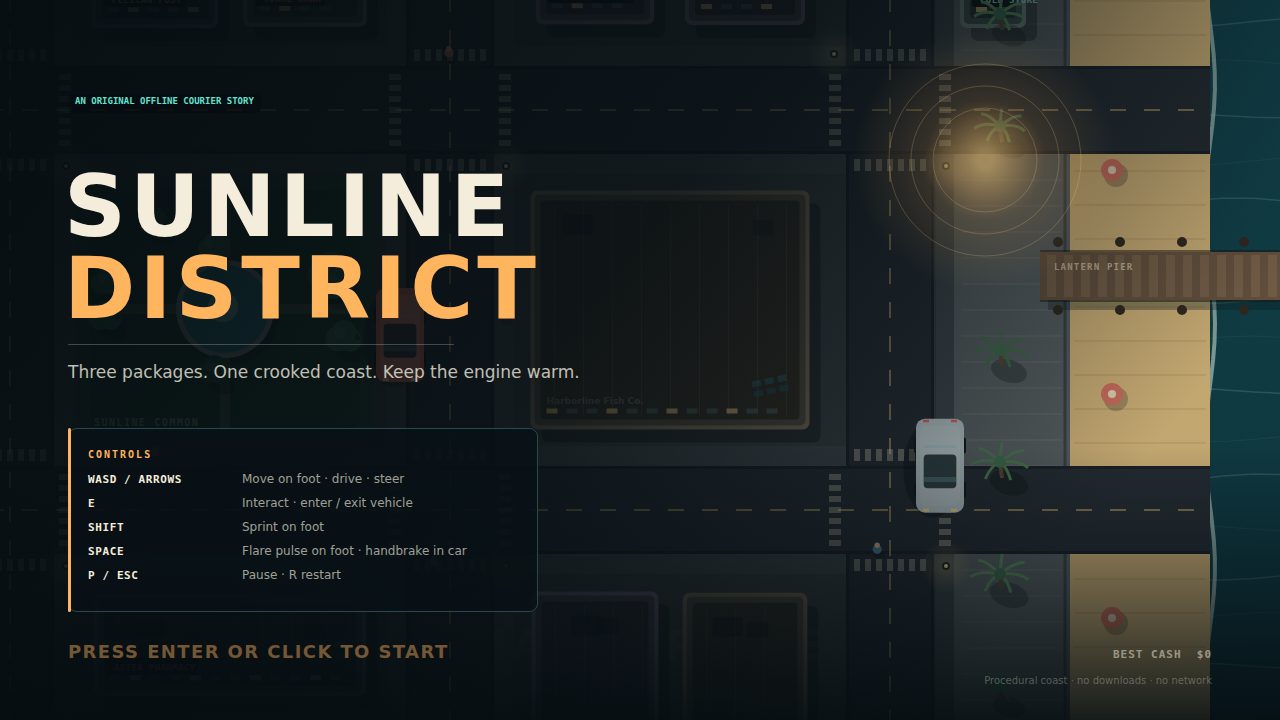 AN ORIGINAL OFFLINE COURIER STORY
SUNLINE
DISTRICT
Three packages. One crooked coast. Keep the engine warm.
LANTERN PIER
Harborline Fish Co.
SUNLINE COMMON
CONTROLS
WASD / ARROWS Move on foot · drive · steer
E Interact · enter / exit vehicle
SHIFT Sprint on foot
SPACE Flare pulse on foot · handbrake in car
P / ESC Pause · R restart
PRESS ENTER OR CLICK TO START
BEST CASH $0
Procedural coast · no downloads · no network